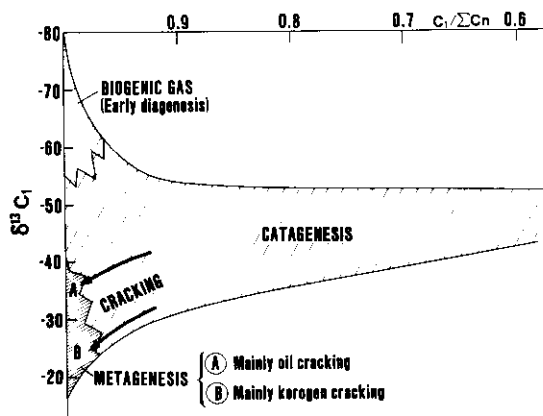 -80
0.9
0.8
0.7
C₁/∑Cn
0.6
-70
BIOGENIC GAS
(Early diagenesis)
-60
δ¹³C₁
-50
CATAGENESIS
-40
A
CRACKING
-30
B
METAGENESIS
A Mainly oil cracking
B Mainly kerogen cracking
-20